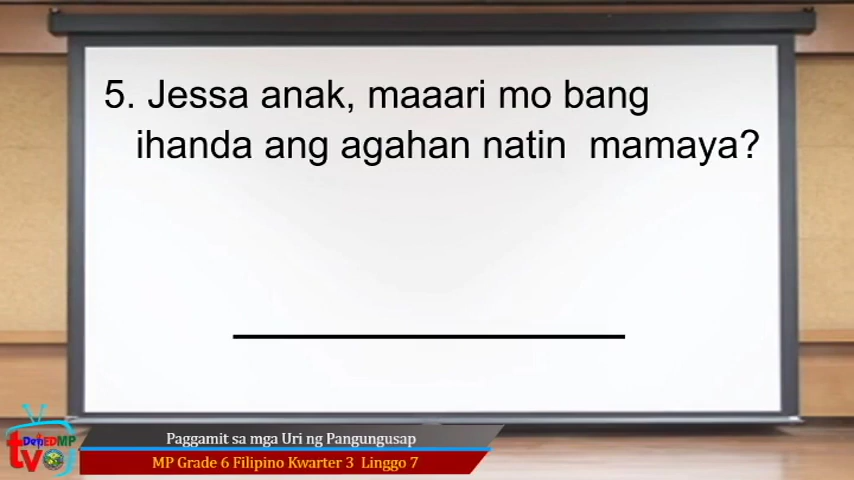 5. Jessa anak, maaari mo bang
ihanda ang agahan natin mamaya?
DepEDMP
tv
Paggamit sa mga Uri ng Pangungusap
MP Grade 6 Filipino Kwarter 3 Linggo 7